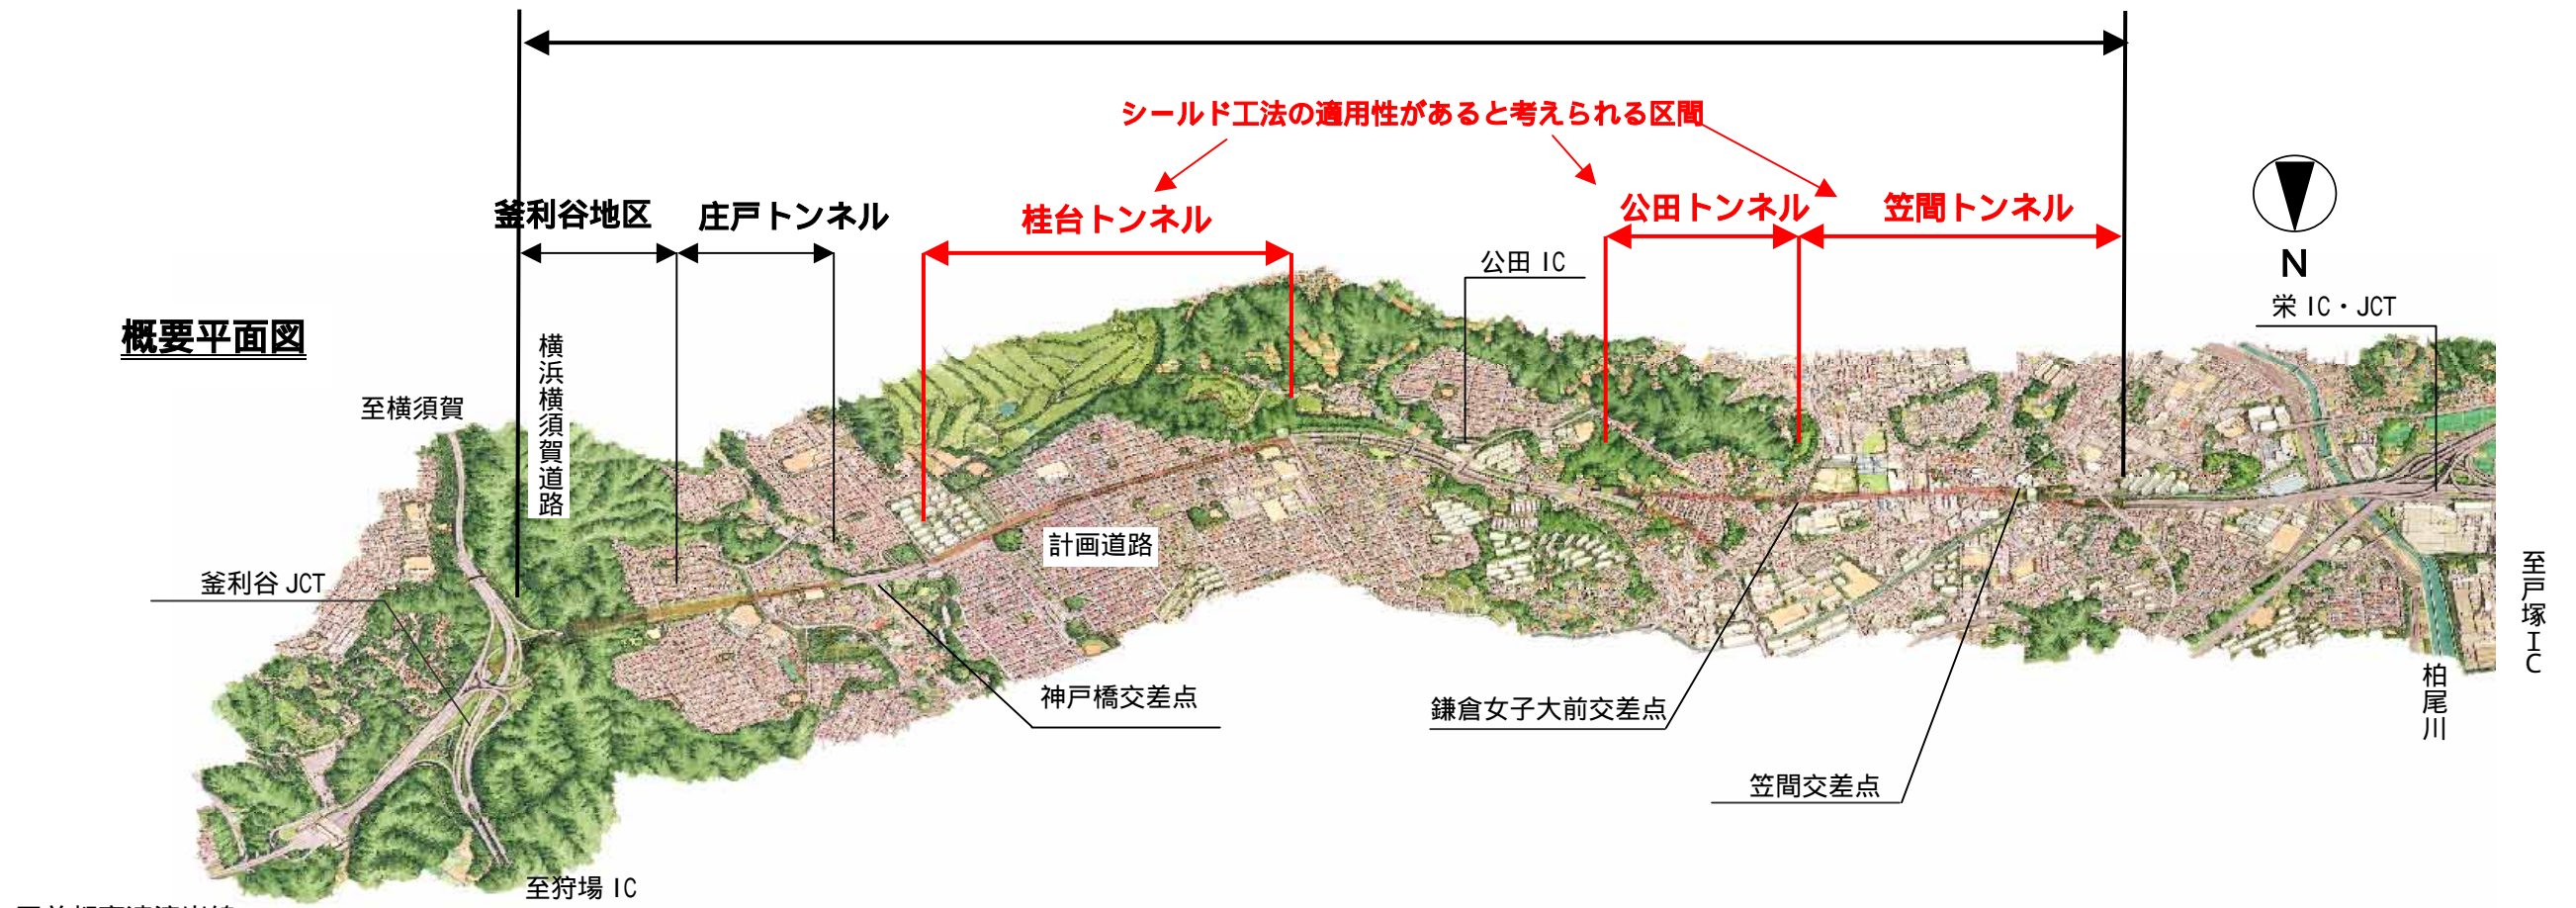 シールド工法の適用性があると考えられる区間
釜利谷地区
庄戸トンネル
桂台トンネル
公田トンネル
笠間トンネル
公田 IC
N
栄 IC・JCT
概要平面図
横浜横須賀道路
至横須賀
計画道路
釜利谷 JCT
至戸塚IC
神戸橋交差点
鎌倉女子大前交差点
柏尾川
笠間交差点
至狩場 IC